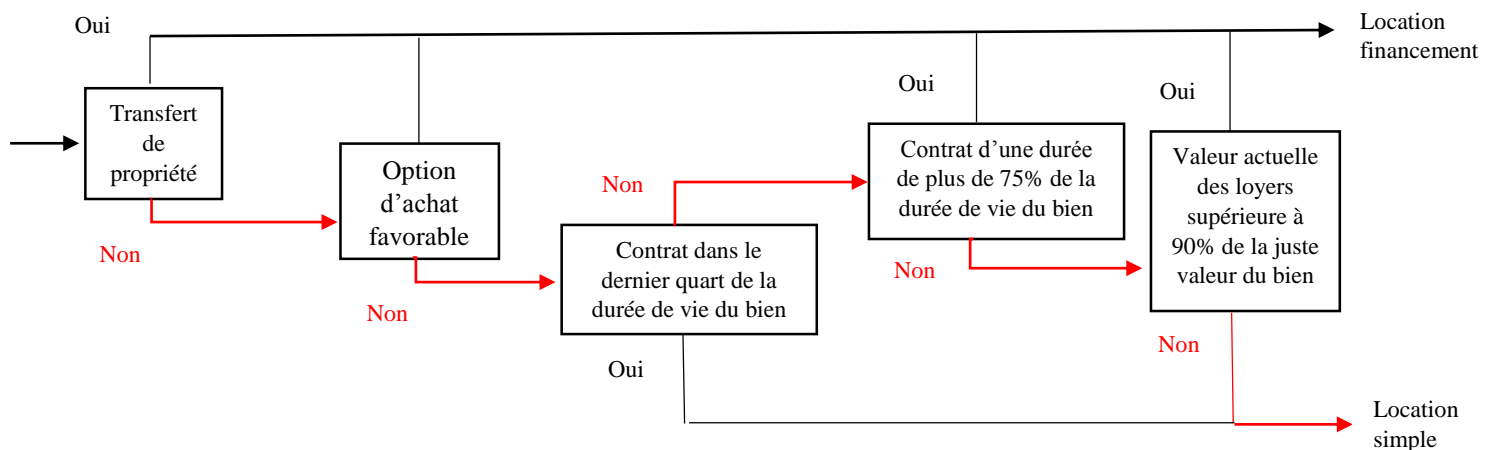 Oui
Location
financement
Transfert
de
propriété
Non
Option
d’achat
favorable
Non
Contrat dans le
dernier quart de la
durée de vie du bien
Non
Oui
Oui
Contrat d’une durée
de plus de 75% de la
durée de vie du bien
Non
Oui
Valeur actuelle
des loyers
supérieure à
90% de la juste
valeur du bien
Non
Location
simple